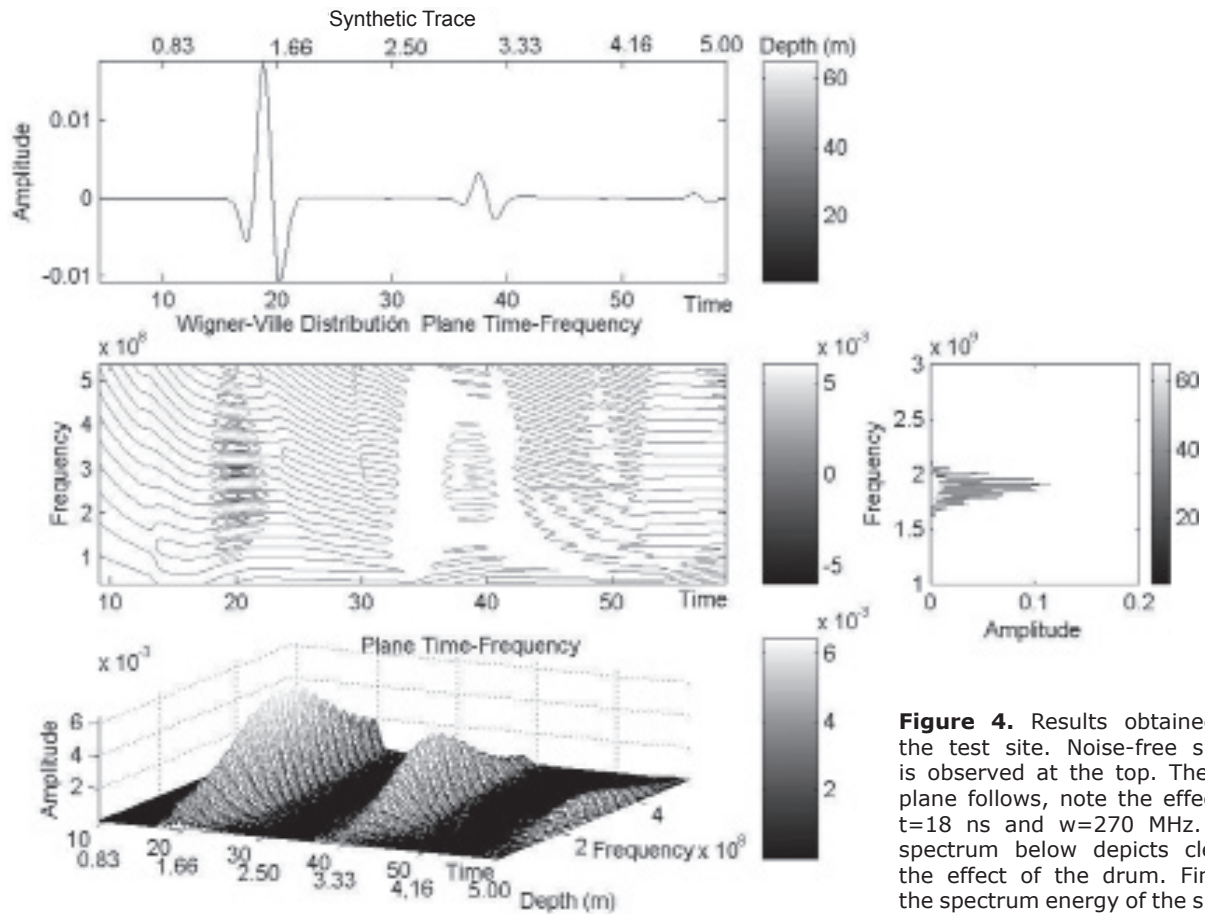 Synthetic Trace
0.83 1.66 2.50 3.33 4.16 5.00 Depth (m)
Amplitude
0.01
0
-0.01
10 20 30 40 50 Time
60
40
20
Wigner-Ville Distribution Plane Time-Frequency
x 10^8
Frequency
5
4
3
2
1
10 20 30 40 50 Time
x 10^-3
5
0
-5
x 10^9
Frequency
3
2.5
2
1.5
1
0 0.1 0.2
Amplitude
60
40
20
Plane Time-Frequency
x 10^-3
Amplitude
6
4
2
10 20 30 40 50 Time
0.83 1.66 2.50 3.33 4,16 5.00
Depth (m)
2 4
Frequency x 10^8
x 10^-3
6
4
2
Figure 4. Results obtained
the test site. Noise-free s
is observed at the top. The
plane follows, note the effec
t=18 ns and w=270 MHz.
spectrum below depicts cle
the effect of the drum. Fin
the spectrum energy of the s